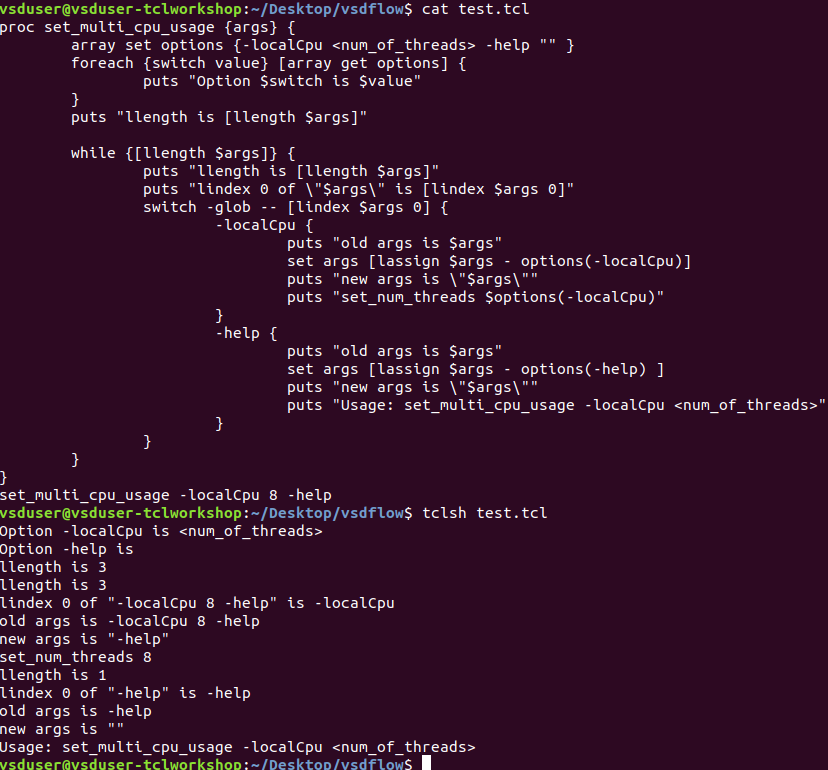 vsduser@vsduser-tclworkshop:~/Desktop/vsdflow$ cat test.tcl
proc set_multi_cpu_usage {args} {
        array set options {-localCpu <num_of_threads> -help "" }
        foreach {switch value} [array get options] {
                puts "Option $switch is $value"
        }
        puts "llength is [llength $args]"

        while {[llength $args]} {
                puts "llength is [llength $args]"
                puts "lindex 0 of \"$args\" is [lindex $args 0]"
                switch -glob -- [lindex $args 0] {
                        -localCpu {
                                puts "old args is $args"
                                set args [lassign $args - options(-localCpu)]
                                puts "new args is \"$args\""
                                puts "set_num_threads $options(-localCpu)"
                        }
                        -help {
                                puts "old args is $args"
                                set args [lassign $args - options(-help) ]
                                puts "new args is \"$args\""
                                puts "Usage: set_multi_cpu_usage -localCpu <num_of_threads>"
                        }
                }
        }
}
set_multi_cpu_usage -localCpu 8 -help
vsduser@vsduser-tclworkshop:~/Desktop/vsdflow$ tclsh test.tcl
Option -localCpu is <num_of_threads>
Option -help is
llength is 3
llength is 3
lindex 0 of "-localCpu 8 -help" is -localCpu
old args is -localCpu 8 -help
new args is "-help"
set_num_threads 8
llength is 1
lindex 0 of "-help" is -help
old args is -help
new args is ""
Usage: set_multi_cpu_usage -localCpu <num_of_threads>
vsduser@vsduser-tclworkshop:~/Desktop/vsdflow$